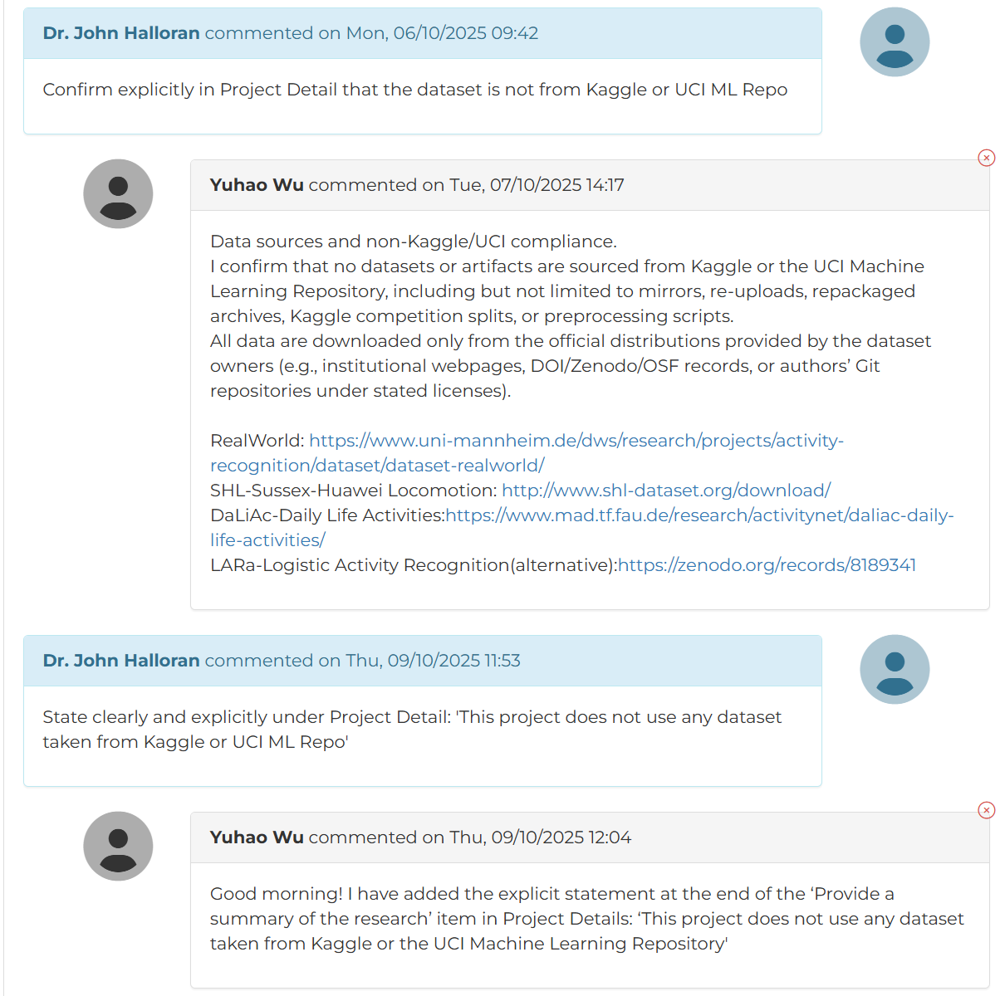 Dr. John Halloran commented on Mon, 06/10/2025 09:42
Confirm explicitly in Project Detail that the dataset is not from Kaggle or UCI ML Repo
Yuhao Wu commented on Tue, 07/10/2025 14:17
Data sources and non-Kaggle/UCI compliance.
I confirm that no datasets or artifacts are sourced from Kaggle or the UCI Machine
Learning Repository, including but not limited to mirrors, re-uploads, repackaged
archives, Kaggle competition splits, or preprocessing scripts.
All data are downloaded only from the official distributions provided by the dataset
owners (e.g., institutional webpages, DOI/Zenodo/OSF records, or authors’ Git
repositories under stated licenses).
RealWorld: https://www.uni-mannheim.de/dws/research/projects/activity-
recognition/dataset/dataset-realworld/
SHL-Sussex-Huawei Locomotion: http://www.shl-dataset.org/download/
DaLiAc-Daily Life Activities:https://www.mad.tf.fau.de/research/activitynet/daliac-daily-
life-activities/
LARa-Logistic Activity Recognition(alternative):https://zenodo.org/records/8189341
Dr. John Halloran commented on Thu, 09/10/2025 11:53
State clearly and explicitly under Project Detail: 'This project does not use any dataset
taken from Kaggle or UCI ML Repo'
Yuhao Wu commented on Thu, 09/10/2025 12:04
Good morning! I have added the explicit statement at the end of the ‘Provide a
summary of the research’ item in Project Details: ‘This project does not use any dataset
taken from Kaggle or the UCI Machine Learning Repository'